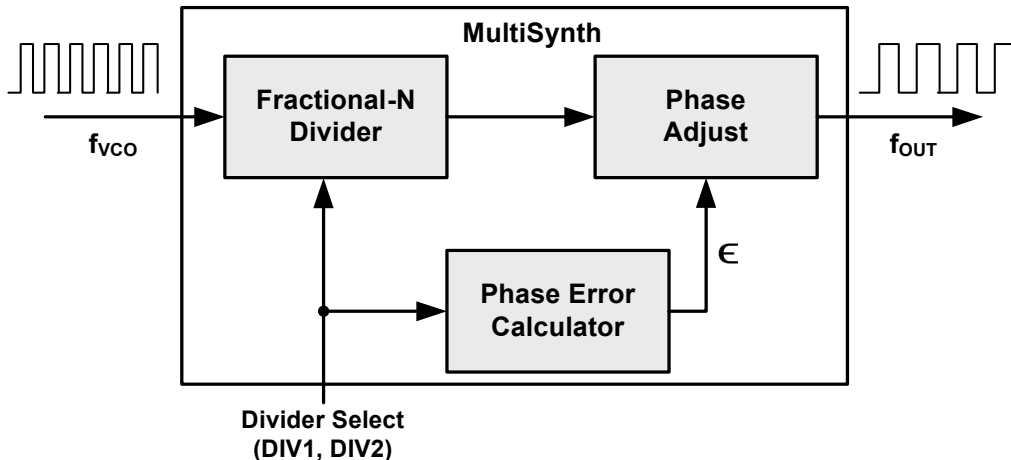 MultiSynth
Fractional-N
Divider
Phase
Adjust
fVCO
fOUT
ϵ
Phase Error
Calculator
Divider Select
(DIV1, DIV2)